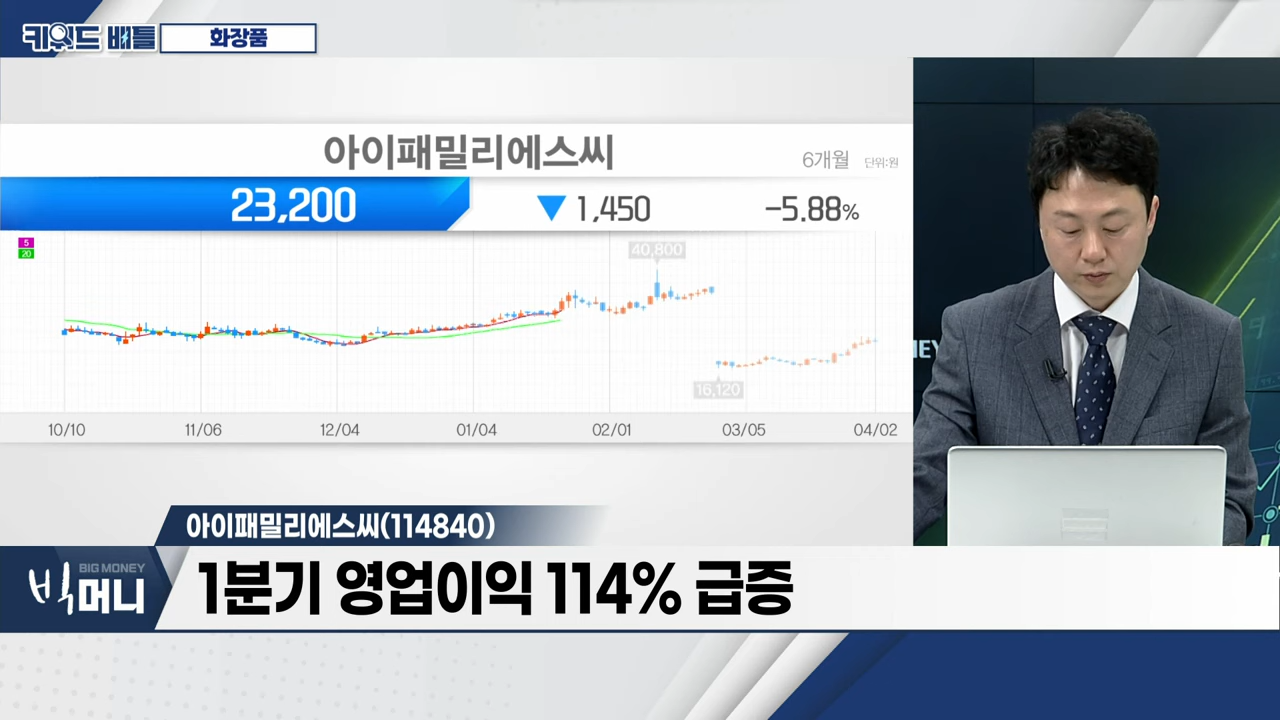 키워드 배틀
화장품
아이패밀리에스씨
6개월 단위:원
23,200 ▼ 1,450 -5.88%
5
20
40,800
16,120
10/10 11/06 12/04 01/04 02/01 03/05 04/02
아이패밀리에스씨(114840)
BIG MONEY
빅머니
1분기 영업이익 114% 급증